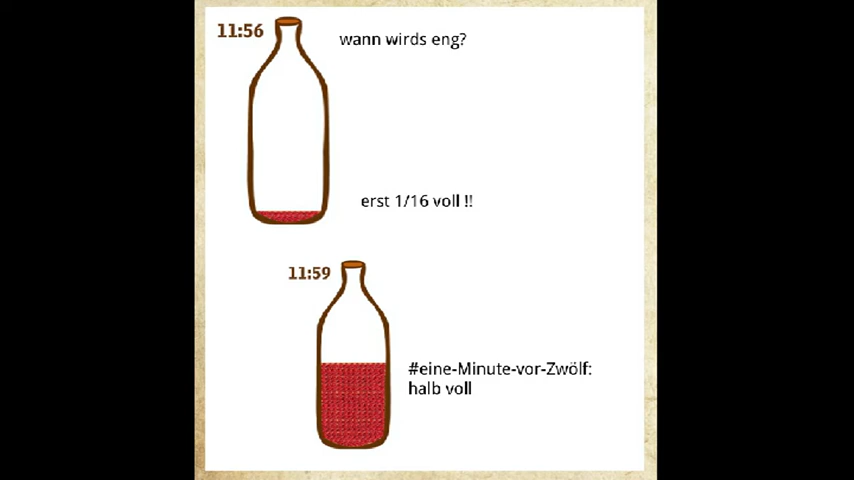 11:56
wann wirds eng?
erst 1/16 voll !!
11:59
#eine-Minute-vor-Zwölf:
halb voll